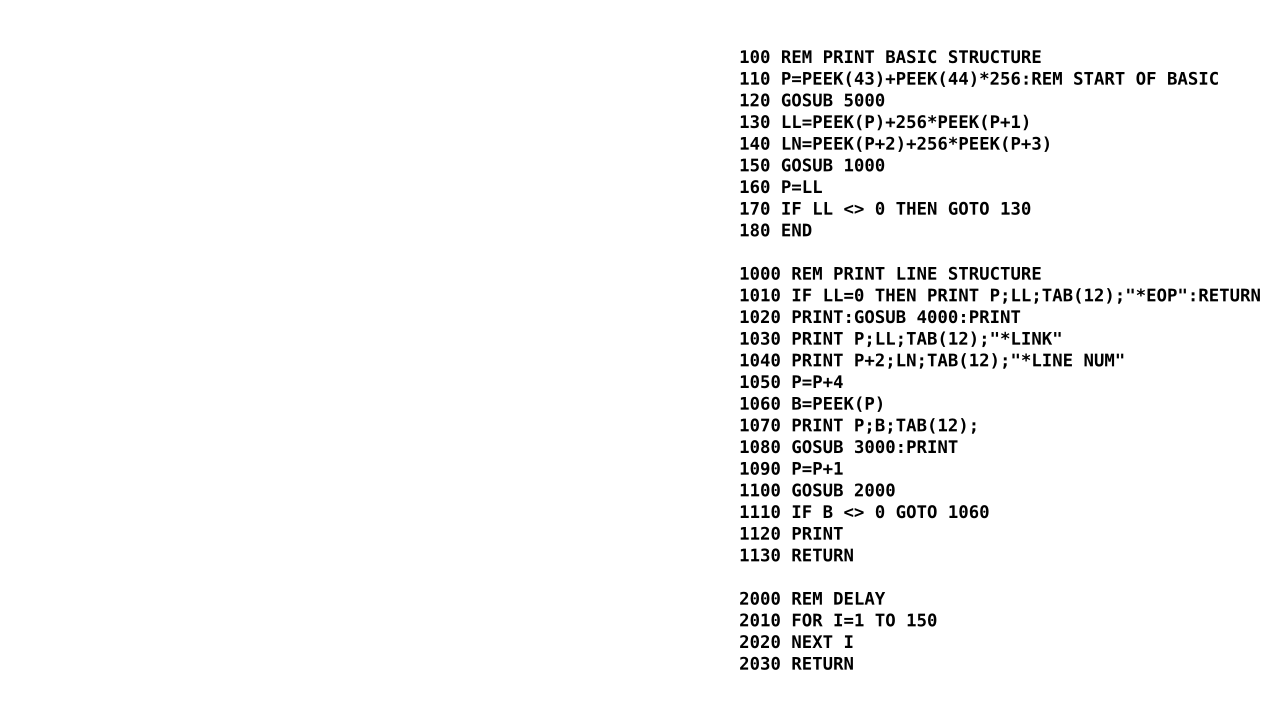 100 REM PRINT BASIC STRUCTURE
110 P=PEEK(43)+PEEK(44)*256:REM START OF BASIC
120 GOSUB 5000
130 LL=PEEK(P)+256*PEEK(P+1)
140 LN=PEEK(P+2)+256*PEEK(P+3)
150 GOSUB 1000
160 P=LL
170 IF LL <> 0 THEN GOTO 130
180 END
1000 REM PRINT LINE STRUCTURE
1010 IF LL=0 THEN PRINT P;LL;TAB(12);"*EOP":RETURN
1020 PRINT:GOSUB 4000:PRINT
1030 PRINT P;LL;TAB(12);"*LINK"
1040 PRINT P+2;LN;TAB(12);"*LINE NUM"
1050 P=P+4
1060 B=PEEK(P)
1070 PRINT P;B;TAB(12);
1080 GOSUB 3000:PRINT
1090 P=P+1
1100 GOSUB 2000
1110 IF B <> 0 GOTO 1060
1120 PRINT
1130 RETURN
2000 REM DELAY
2010 FOR I=1 TO 150
2020 NEXT I
2030 RETURN